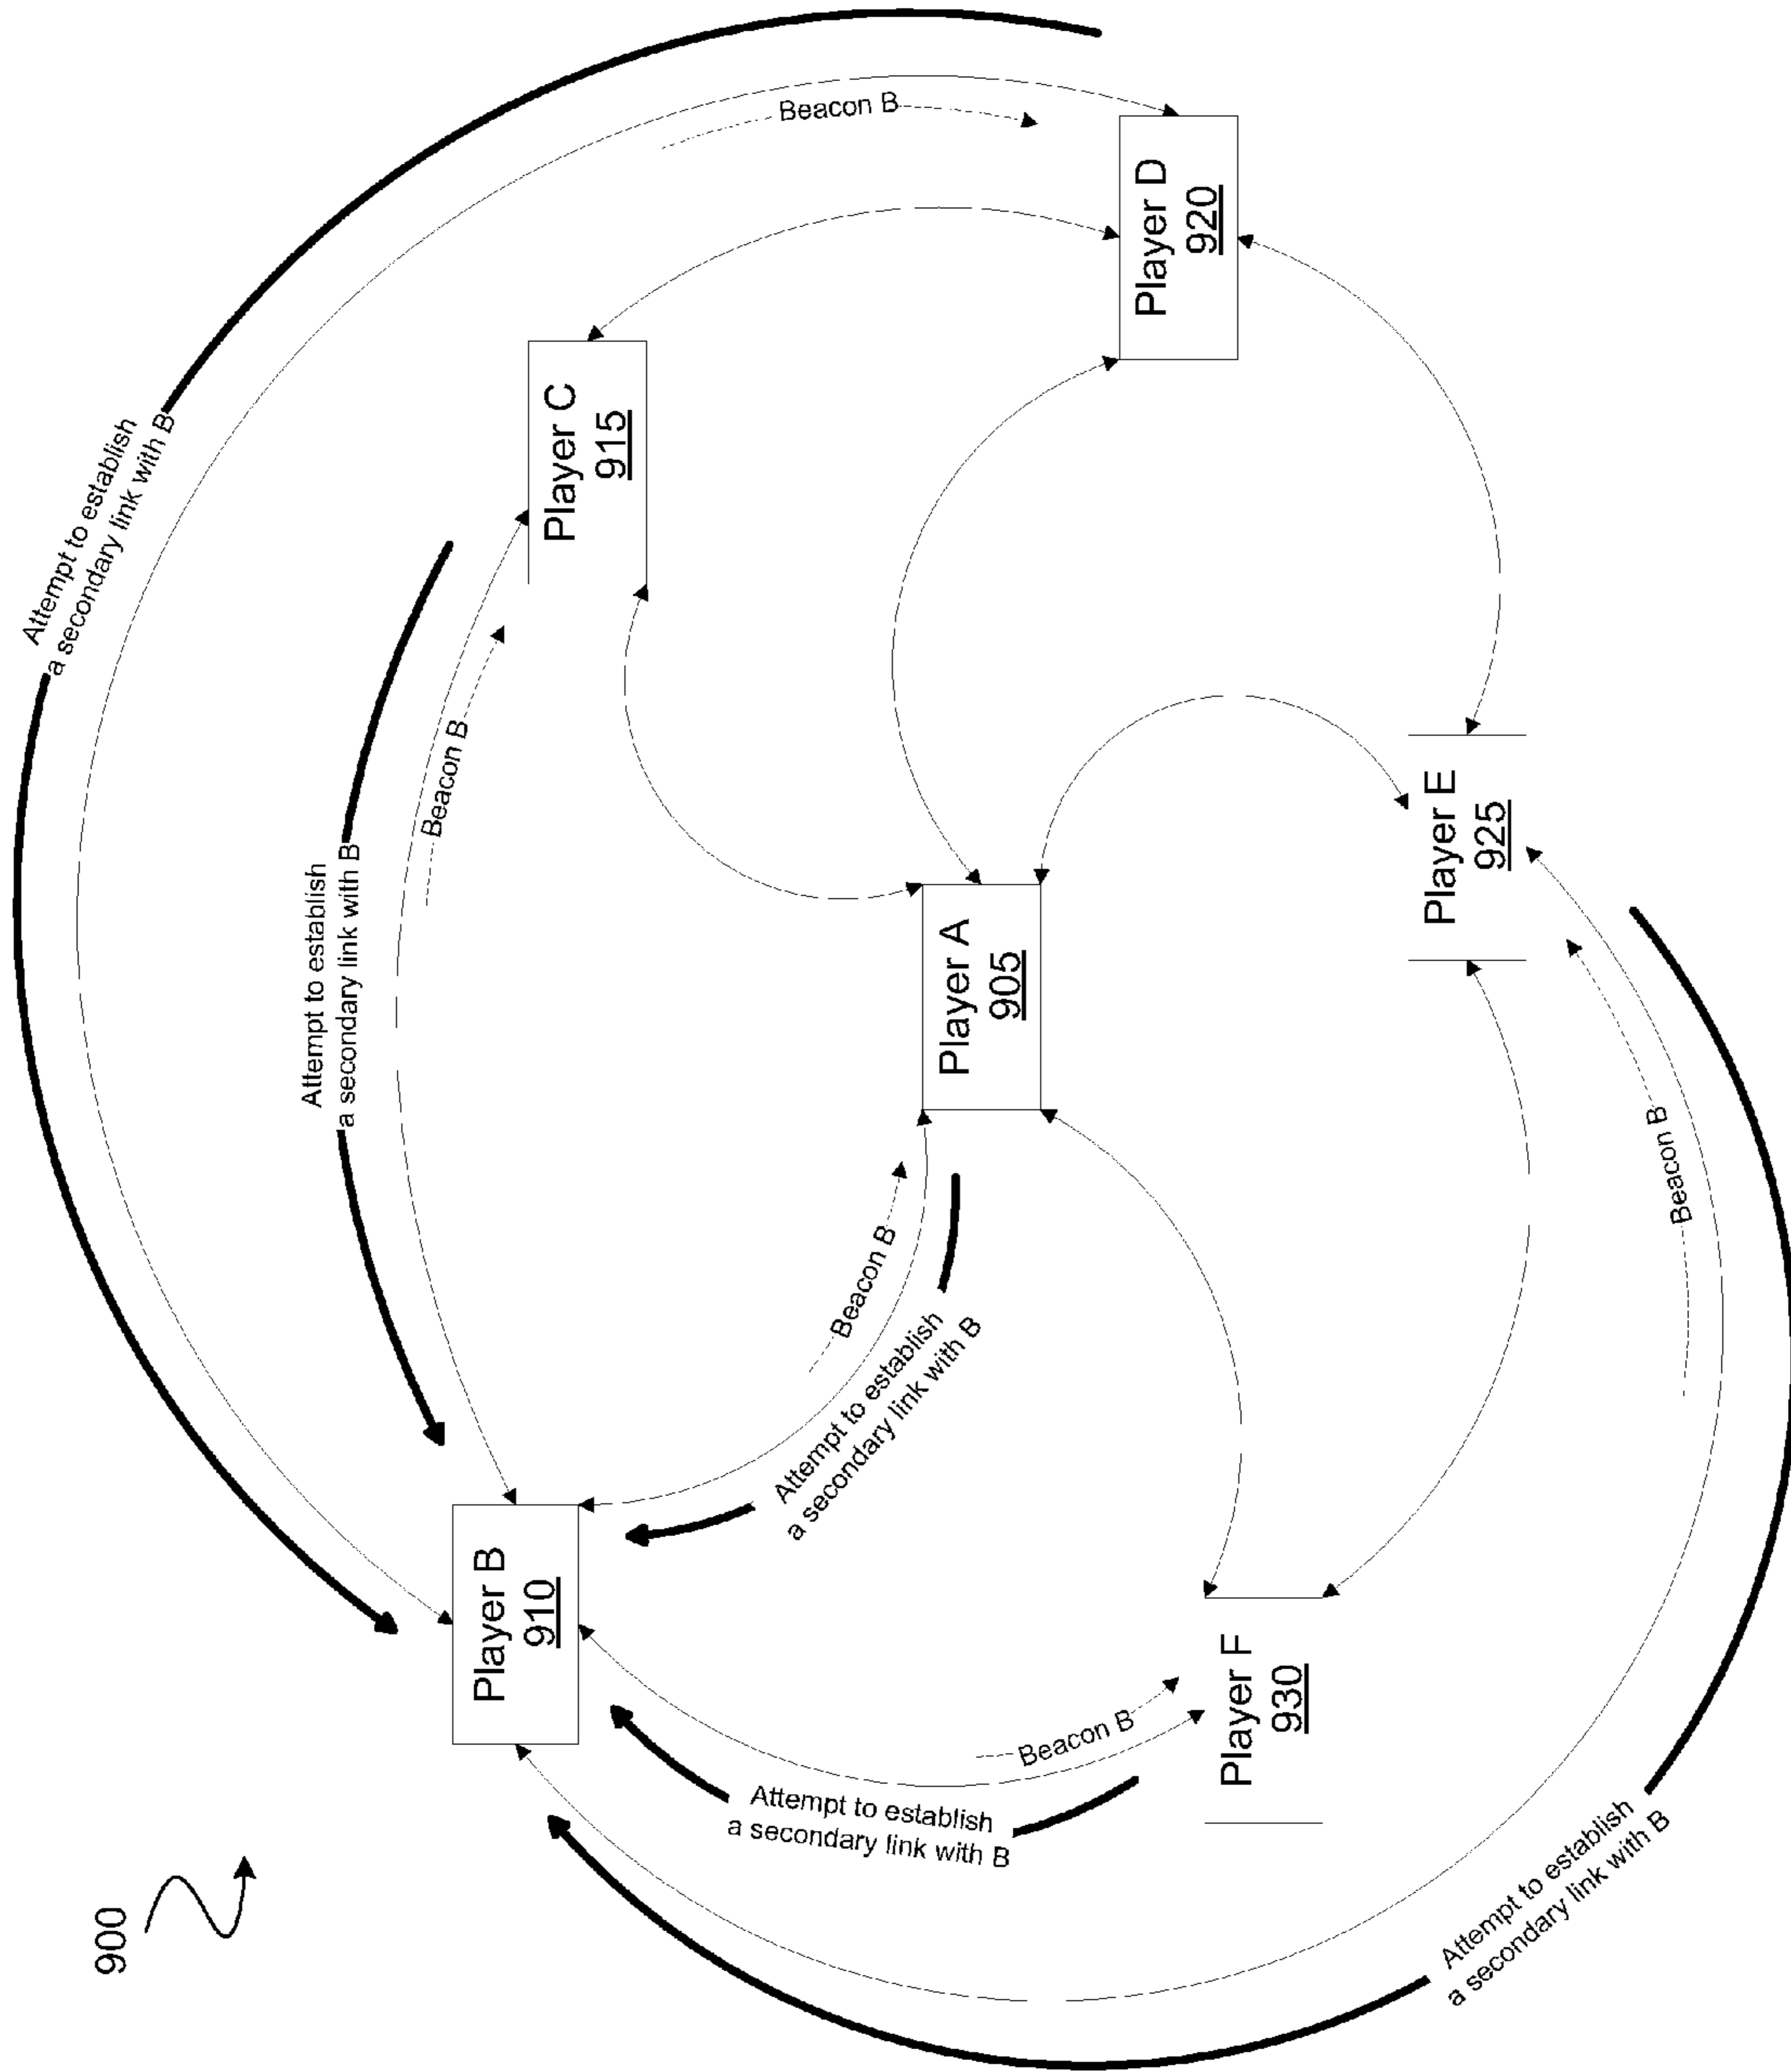 900
Attempt to establish
a secondary link with B
Beacon B
Player D
920
Player C
915
Attempt to establish
a secondary link with B
Beacon B
Player B
910
Beacon B
Attempt to establish
a secondary link with B
Player A
905
Player E
925
Player F
930
Beacon B
Attempt to establish
a secondary link with B
Beacon B
Attempt to establish
a secondary link with B